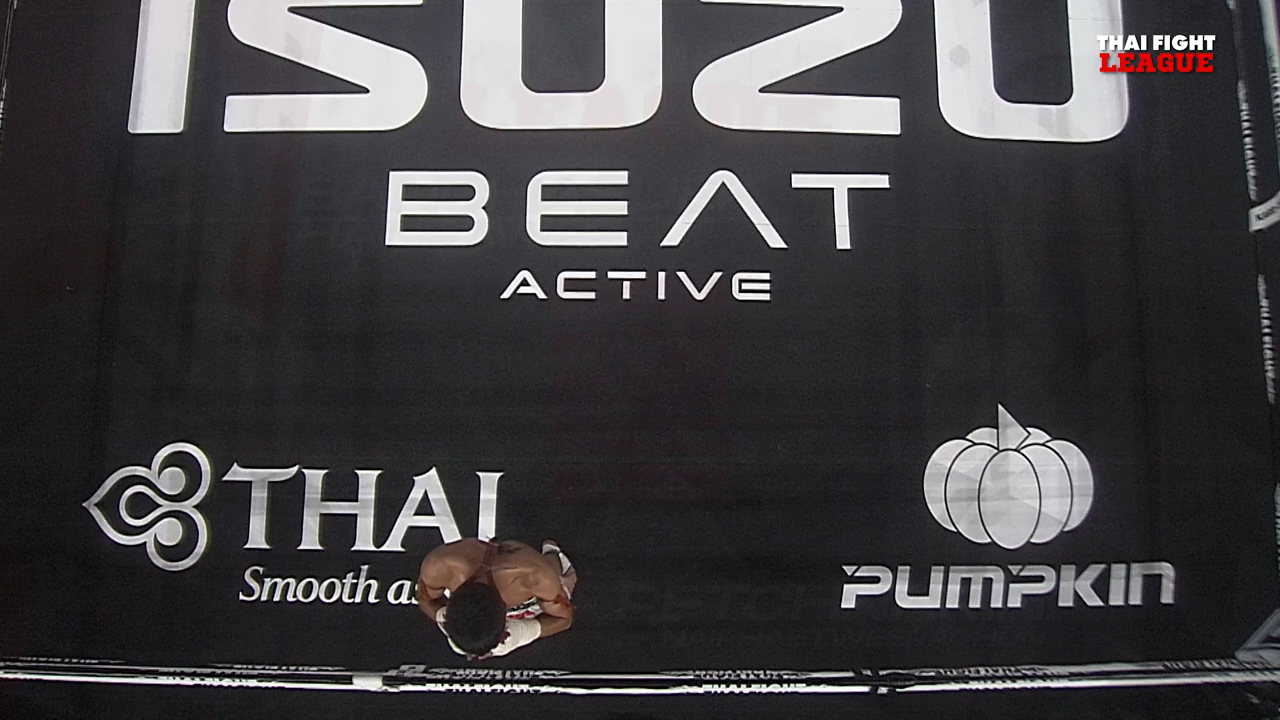 ISUZU
THAI FIGHT
LEAGUE
BEAT
ACTIVE
THAI
Smooth as
PUMPKIN